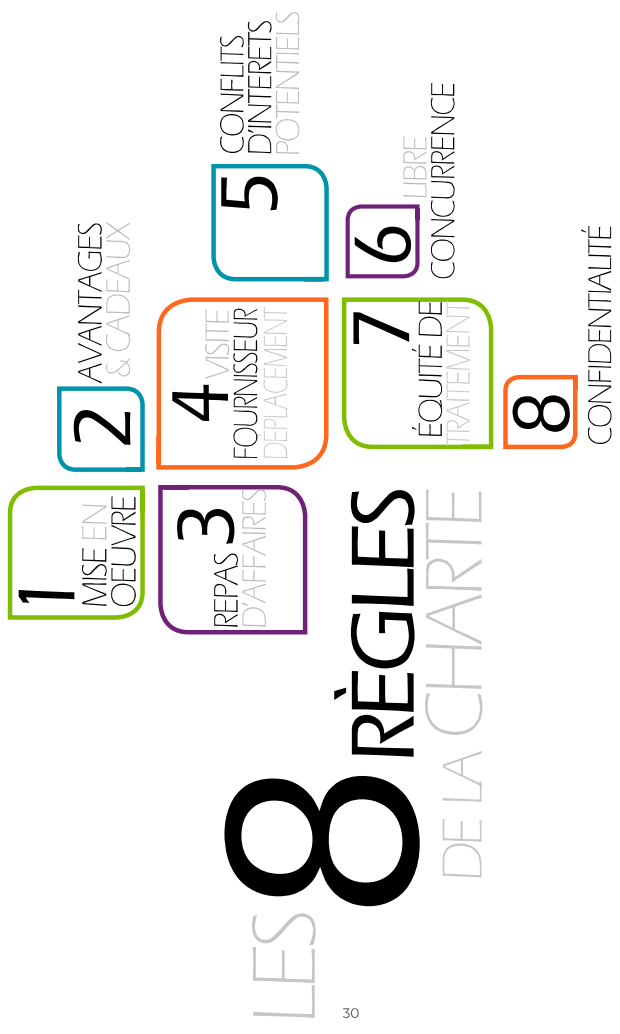 LES
8
RÈGLES
DE LA CHARTE
1
MISE EN
OEUVRE
2
AVANTAGES
& CADEAUX
3
REPAS
D'AFFAIRES
4
VISITE
FOURNISSEUR
DEPLACEMENT
5
CONFLITS
D'INTERETS
POTENTIELS
6
LIBRE
CONCURRENCE
7
ÉQUITÉ DE
TRAITEMENT
8
CONFIDENTIALITÉ
30